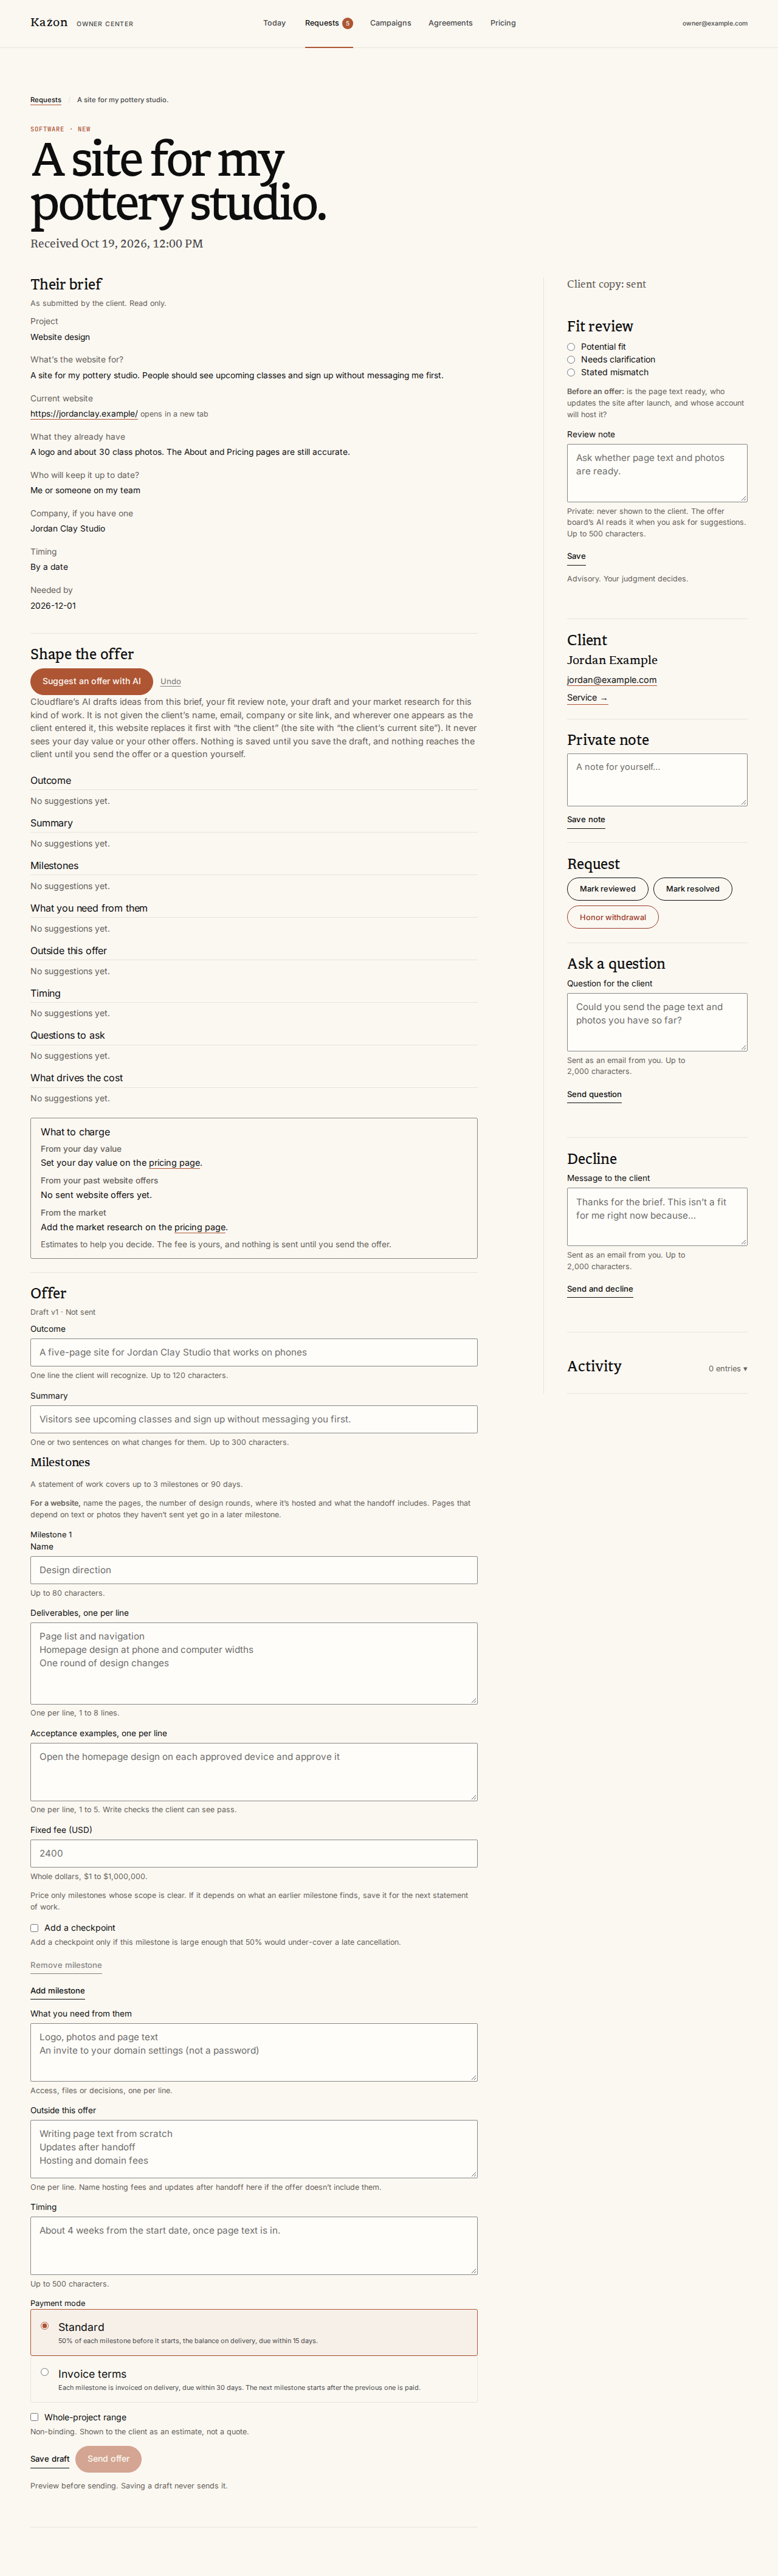 Kazon OWNER CENTER
Today
Requests 5
Campaigns
Agreements
Pricing
owner@example.com
Requests / A site for my pottery studio.
SOFTWARE · NEW
A site for my
pottery studio.
Received Oct 19, 2026, 12:00 PM
Their brief
As submitted by the client. Read only.
Project
Website design
What's the website for?
A site for my pottery studio. People should see upcoming classes and sign up without messaging me first.
Current website
https://jordanclay.example/ opens in a new tab
What they already have
A logo and about 30 class photos. The About and Pricing pages are still accurate.
Who will keep it up to date?
Me or someone on my team
Company, if you have one
Jordan Clay Studio
Timing
By a date
Needed by
2026-12-01
Shape the offer
Suggest an offer with AI
Undo
Cloudflare's AI drafts ideas from this brief, your fit review note, your draft and your market research for this
kind of work. It is not given the client's name, email, company or site link, and wherever one appears as the
client entered it, this website replaces it first with “the client” (the site with “the client's current site”). It never
sees your day value or your other offers. Nothing is saved until you save the draft, and nothing reaches the
client until you send the offer or a question yourself.
Outcome
No suggestions yet.
Summary
No suggestions yet.
Milestones
No suggestions yet.
What you need from them
No suggestions yet.
Outside this offer
No suggestions yet.
Timing
No suggestions yet.
Questions to ask
No suggestions yet.
What drives the cost
No suggestions yet.
What to charge
From your day value
Set your day value on the pricing page.
From your past website offers
No sent website offers yet.
From the market
Add the market research on the pricing page.
Estimates to help you decide. The fee is yours, and nothing is sent until you send the offer.
Offer
Draft v1 · Not sent
Outcome
A five-page site for Jordan Clay Studio that works on phones
One line the client will recognize. Up to 120 characters.
Summary
Visitors see upcoming classes and sign up without messaging you first.
One or two sentences on what changes for them. Up to 300 characters.
Milestones
A statement of work covers up to 3 milestones or 90 days.
For a website, name the pages, the number of design rounds, where it's hosted and what the handoff includes. Pages that
depend on text or photos they haven't sent yet go in a later milestone.
Milestone 1
Name
Design direction
Up to 80 characters.
Deliverables, one per line
Page list and navigation
Homepage design at phone and computer widths
One round of design changes
One per line, 1 to 8 lines.
Acceptance examples, one per line
Open the homepage design on each approved device and approve it
One per line, 1 to 5. Write checks the client can see pass.
Fixed fee (USD)
2400
Whole dollars, $1 to $1,000,000.
Price only milestones whose scope is clear. If it depends on what an earlier milestone finds, save it for the next statement
of work.
Add a checkpoint
Add a checkpoint only if this milestone is large enough that 50% would under-cover a late cancellation.
Remove milestone
Add milestone
What you need from them
Logo, photos and page text
An invite to your domain settings (not a password)
Access, files or decisions, one per line.
Outside this offer
Writing page text from scratch
Updates after handoff
Hosting and domain fees
One per line. Name hosting fees and updates after handoff here if the offer doesn't include them.
Timing
About 4 weeks from the start date, once page text is in.
Up to 500 characters.
Payment mode
Standard
50% of each milestone before it starts, the balance on delivery, due within 15 days.
Invoice terms
Each milestone is invoiced on delivery, due within 30 days. The next milestone starts after the previous one is paid.
Whole-project range
Non-binding. Shown to the client as an estimate, not a quote.
Save draft
Send offer
Preview before sending. Saving a draft never sends it.
Client copy: sent
Fit review
Potential fit
Needs clarification
Stated mismatch
Before an offer: is the page text ready, who
updates the site after launch, and whose account
will host it?
Review note
Ask whether page text and photos
are ready.
Private: never shown to the client. The offer
board's AI reads it when you ask for suggestions.
Up to 500 characters.
Save
Advisory. Your judgment decides.
Client
Jordan Example
jordan@example.com
Service →
Private note
A note for yourself…
Save note
Request
Mark reviewed
Mark resolved
Honor withdrawal
Ask a question
Question for the client
Could you send the page text and
photos you have so far?
Sent as an email from you. Up to
2,000 characters.
Send question
Decline
Message to the client
Thanks for the brief. This isn't a fit
for me right now because…
Sent as an email from you. Up to
2,000 characters.
Send and decline
Activity
0 entries ▾